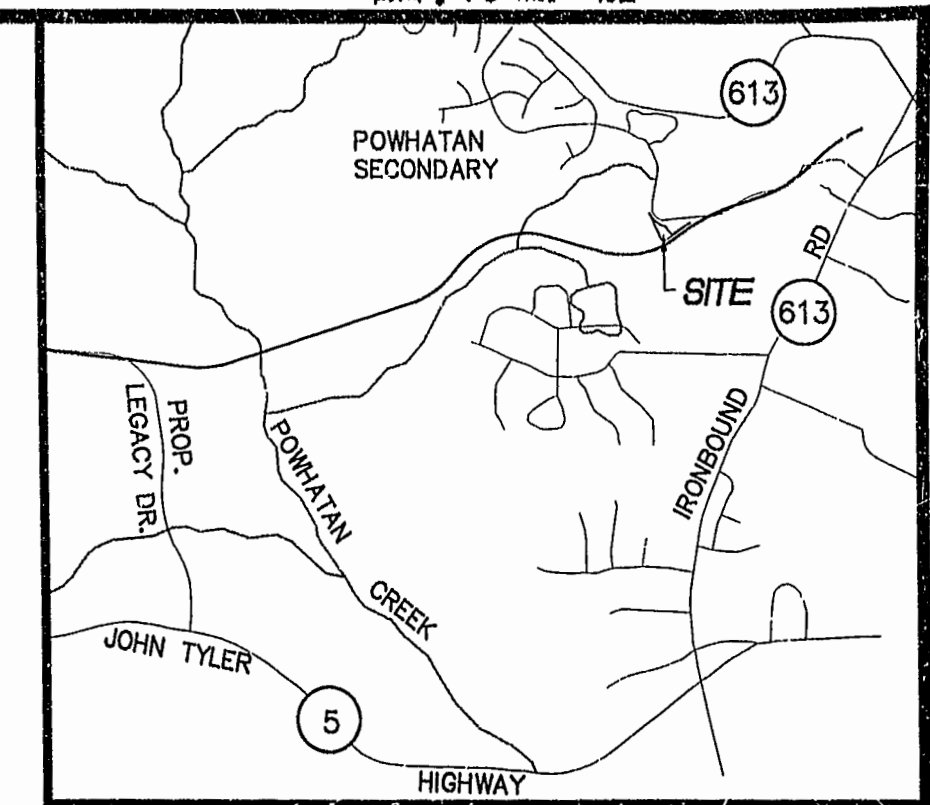 613
POWHATAN
SECONDARY
RD
SITE
613
PROP.
LEGACY DR.
POWHATAN
CREEK
IRONBOUND
JOHN TYLER
5
HIGHWAY